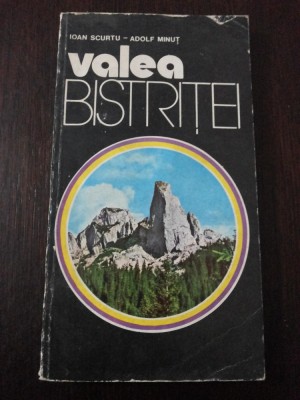 IOAN SCURTU - ADOLF MINUȚ
valea
BISTRIȚEI